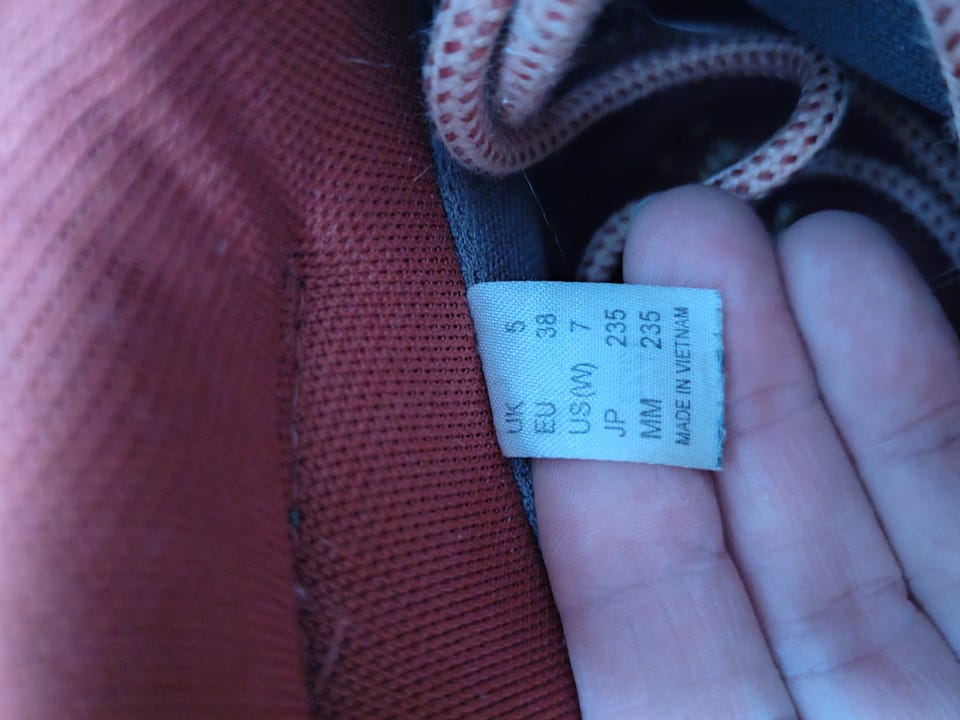 UK 5
EU 38
US(W) 7
JP 235
MM 235
MADE IN VIETNAM